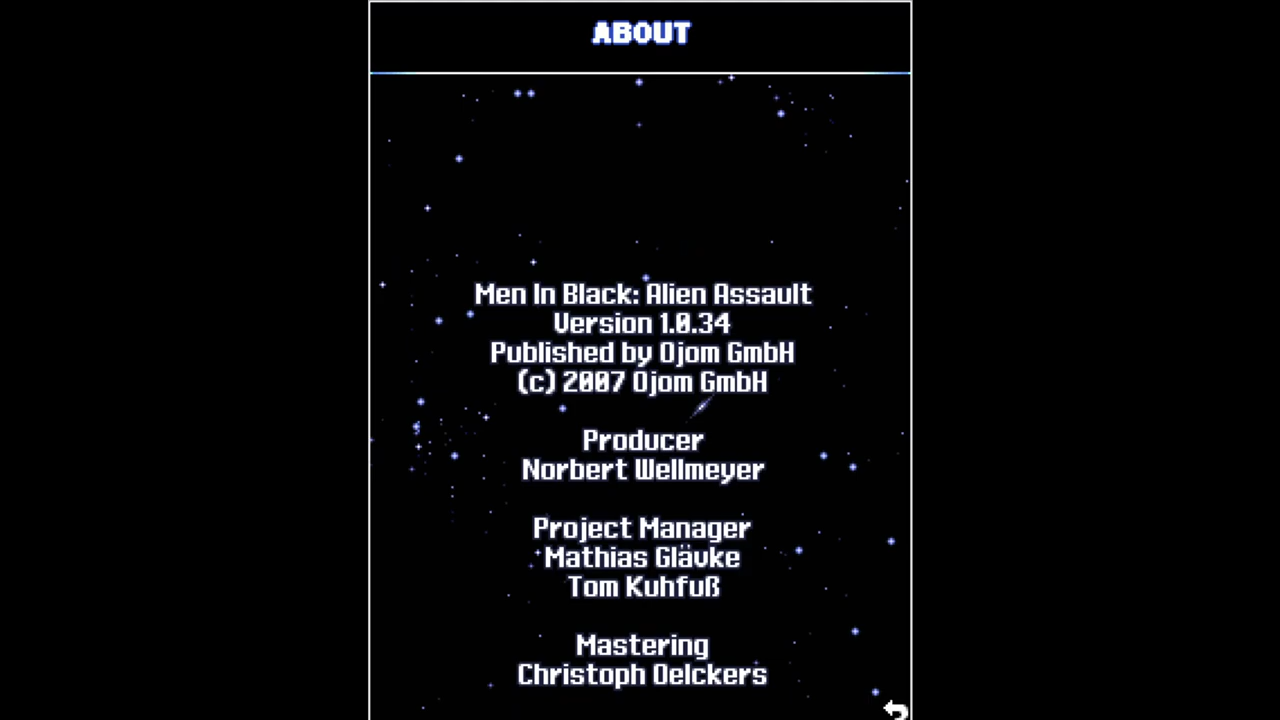 ABOUT
Men In Black: Alien Assault
Version 1.0.34
Published by Ojom GmbH
(c) 2007 Ojom GmbH
Producer
Norbert Wellmeyer
Project Manager
Mathias Glävke
Tom Kuhfuß
Mastering
Christoph Oelckers